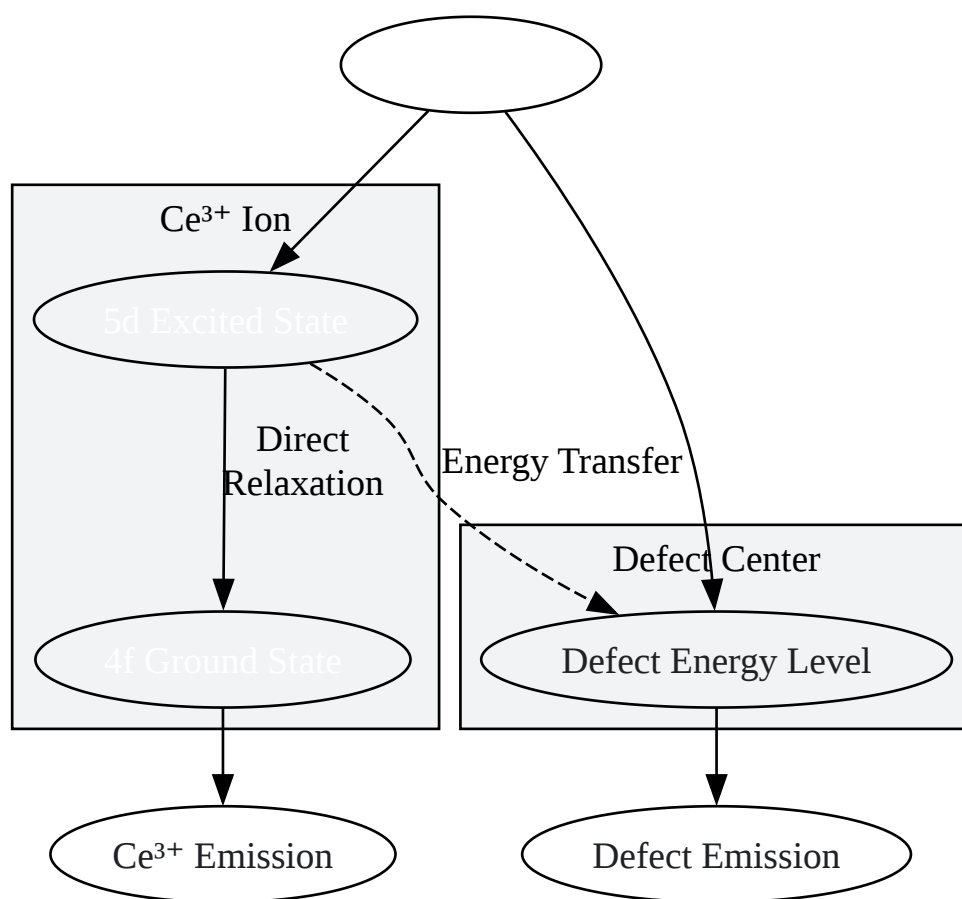 Ce³⁺ Ion
5d Excited State
Direct
Relaxation
Energy Transfer
Defect Center
4f Ground State
Defect Energy Level
Ce³⁺ Emission
Defect Emission